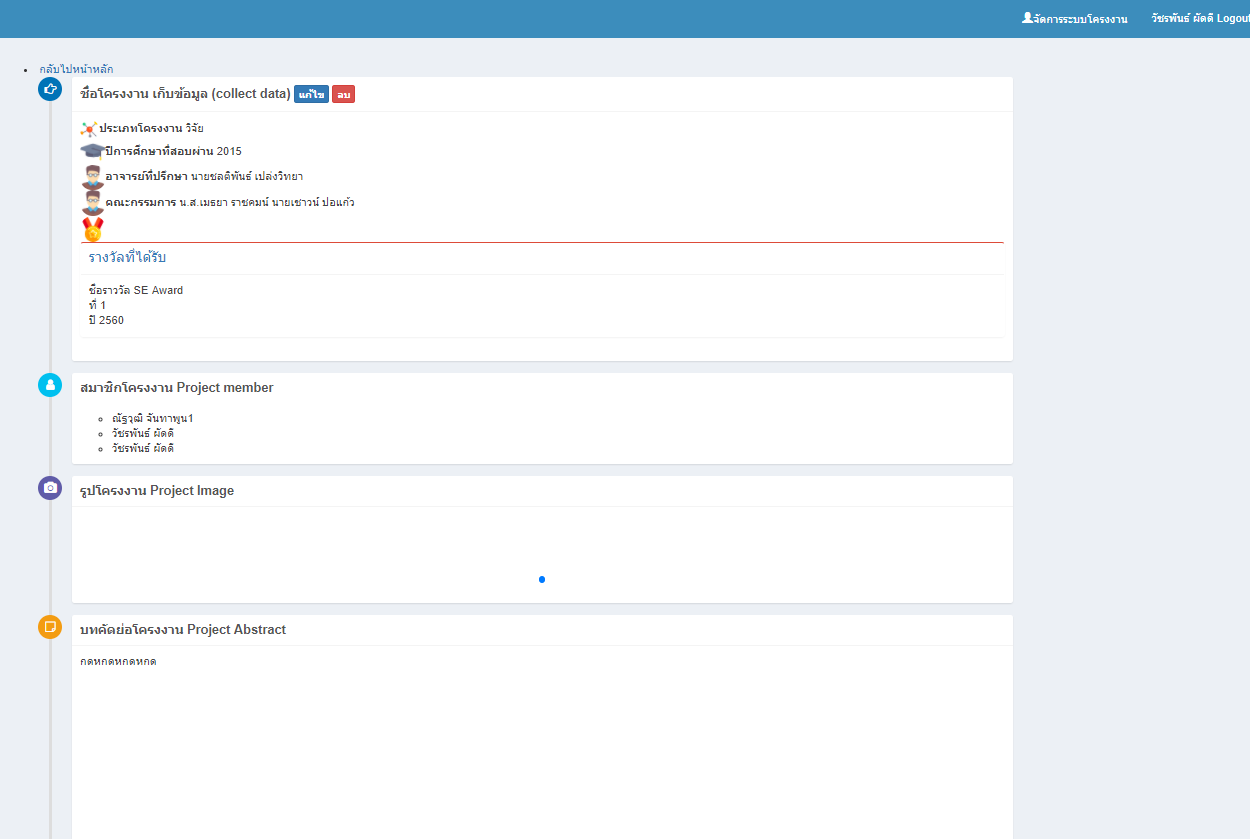 จัดการระบบโครงงาน วัชรพันธ์ ผัดดี Logout
กลับไปหน้าหลัก
ชื่อโครงงาน เก็บข้อมูล (collect data) แก้ไข ลบ
ประเภทโครงงาน วิจัย
ปีการศึกษาที่สอบผ่าน 2015
อาจารย์ที่ปรึกษา นายชลติพันธ์ เปล่งวิทยา
คณะกรรมการ น.ส.เมธยา ราชคมน์ นายเชาวน์ ปอแก้ว
รางวัลที่ได้รับ
ชื่อราววัล SE Award
ที่ 1
ปี 2560
สมาชิกโครงงาน Project member
ณัฐวุฒิ จันทาพูน1
วัชรพันธ์ ผัดดี
วัชรพันธ์ ผัดดี
รูปโครงงาน Project Image
บทคัดย่อโครงงาน Project Abstract
กดหกดหกดหกด